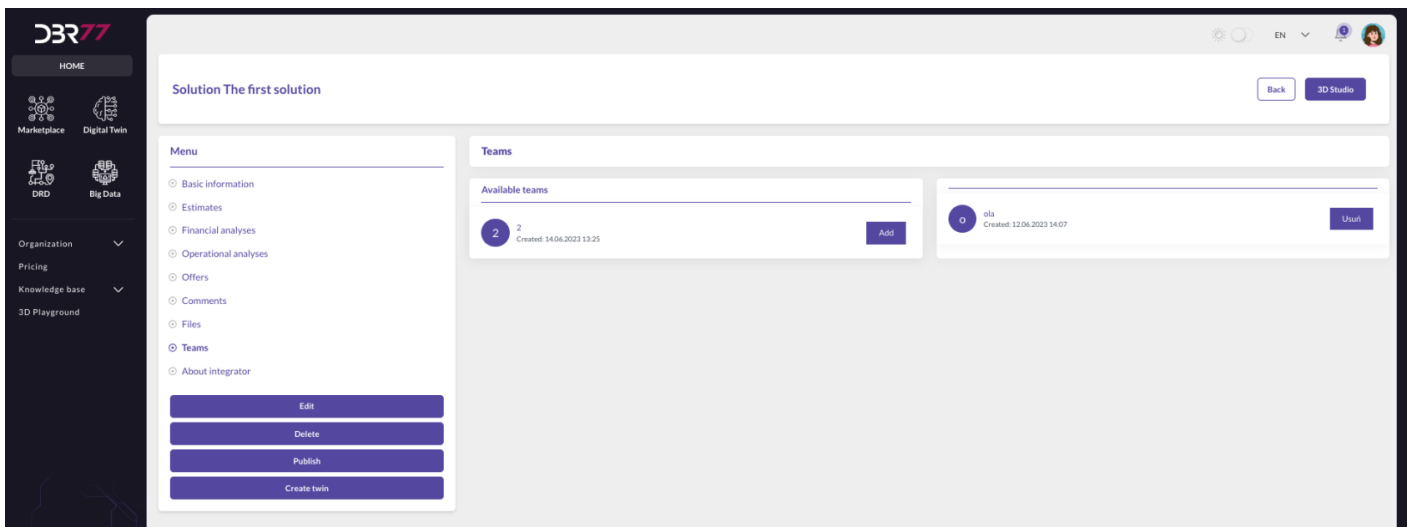 DBR77
EN
1
HOME
Marketplace
Digital Twin
DRD
Big Data
Organization
Pricing
Knowledge base
3D Playground
Solution The first solution
Back
3D Studio
Menu
Basic information
Estimates
Financial analyses
Operational analyses
Offers
Comments
Files
Teams
About integrator
Edit
Delete
Publish
Create twin
Teams
Available teams
2
2
Created: 14.06.2023 13:25
Add
o
ola
Created: 12.06.2023 14:07
Usuń